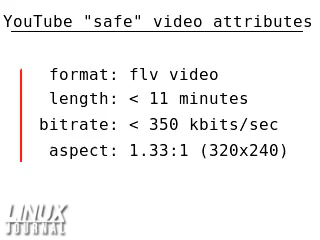 YouTube "safe" video attributes
format: flv video
length: < 11 minutes
bitrate: < 350 kbits/sec
aspect: 1.33:1 (320x240)
LINUX
JOURNAL